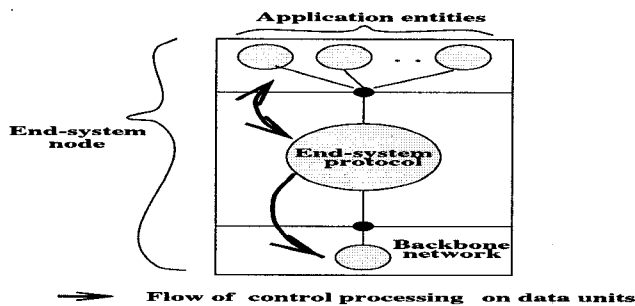 Application entities
. .
End-system
node
End-system
protocol
Backbone
network
Flow of control processing on data units